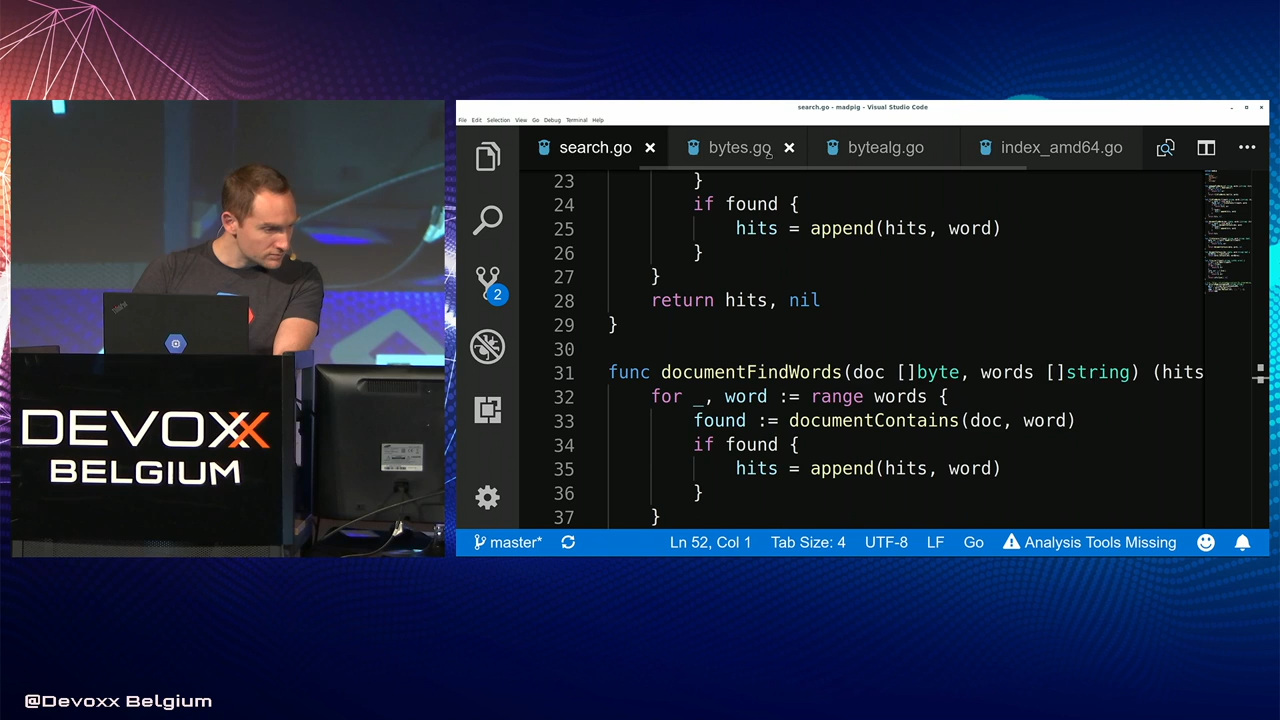 search.go - madpig - Visual Studio Code
File Edit Selection View Go Debug Terminal Help
search.go bytes.go bytealg.go index_amd64.go
23 }
24 if found {
25 hits = append(hits, word)
26 }
27 }
28 return hits, nil
29 }
30
31 func documentFindWords(doc []byte, words []string) (hits
32 for _, word := range words {
33 found := documentContains(doc, word)
34 if found {
35 hits = append(hits, word)
36 }
37 }
2
master* Ln 52, Col 1 Tab Size: 4 UTF-8 LF Go Analysis Tools Missing
ThinkPad
DEVOXX
BELGIUM
@Devoxx Belgium